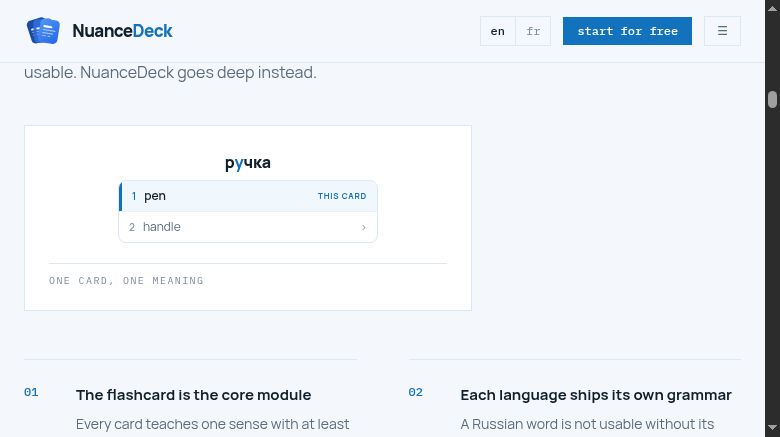 NuanceDeck
en
fr
start for free
☰
usable. NuanceDeck goes deep instead.
ручка
1 pen THIS CARD
2 handle ›
ONE CARD, ONE MEANING
01
The flashcard is the core module
Every card teaches one sense with at least
02
Each language ships its own grammar
A Russian word is not usable without its